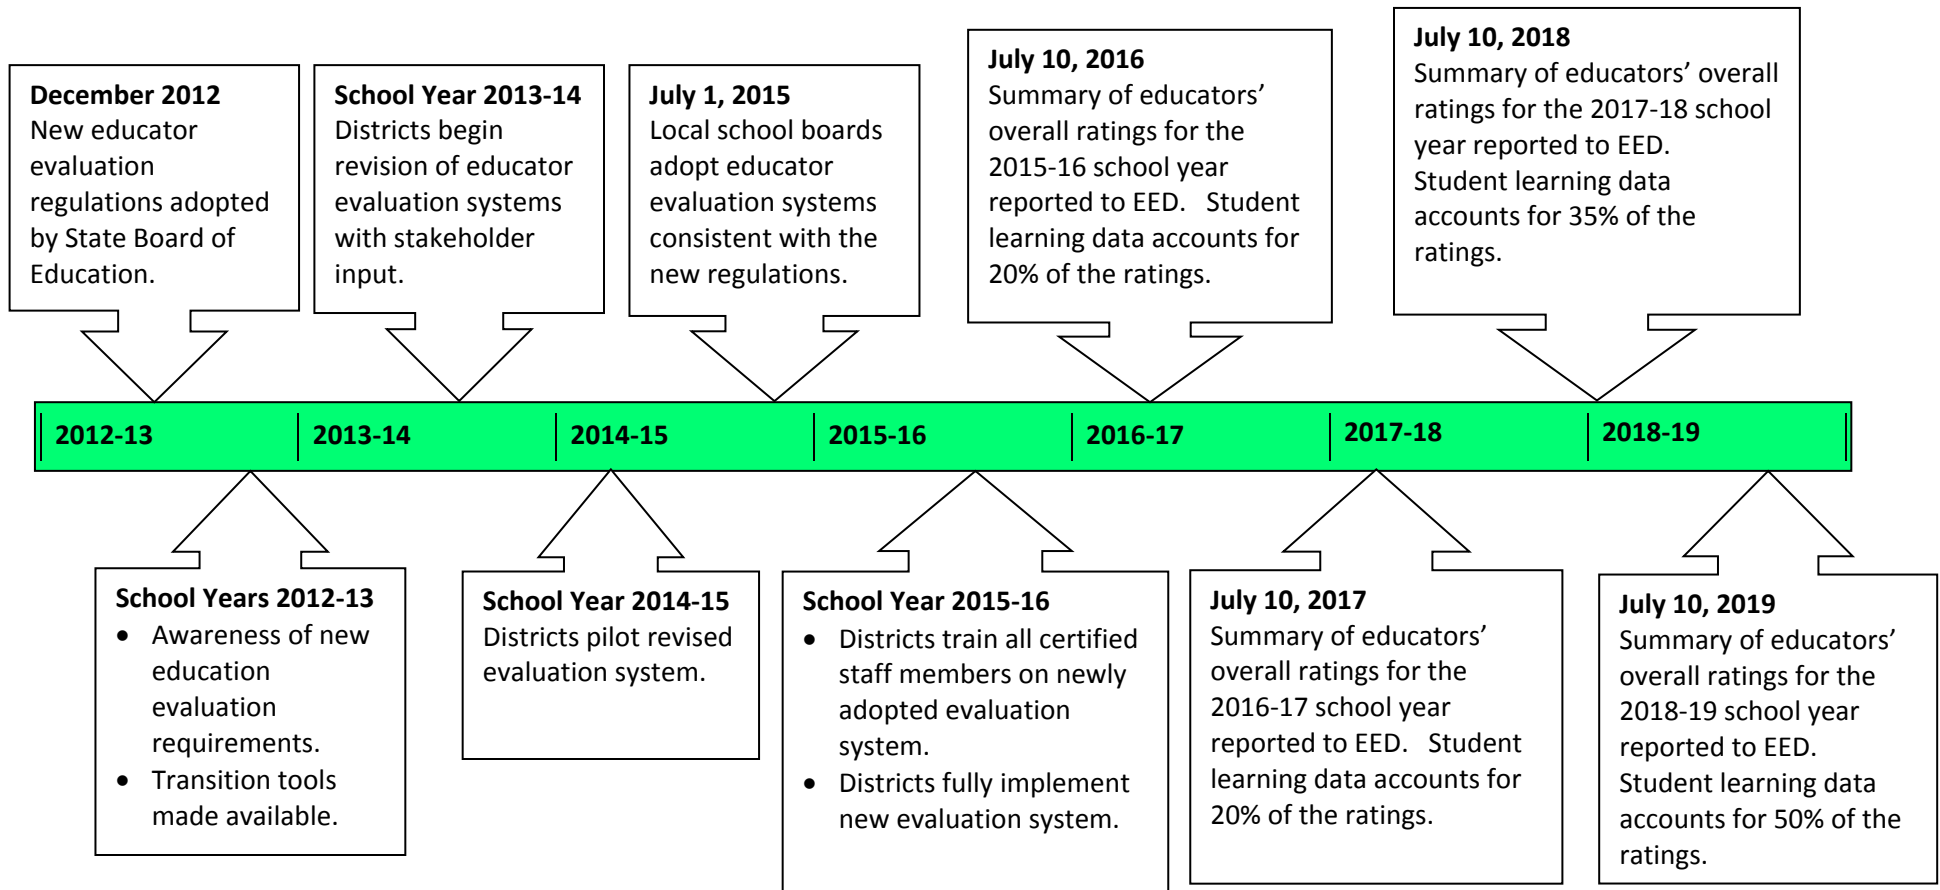 December 2012
New educator
evaluation
regulations adopted
by State Board of
Education.
School Year 2013-14
Districts begin
revision of educator
evaluation systems
with stakeholder
input.
July 1, 2015
Local school boards
adopt educator
evaluation systems
consistent with the
new regulations.
July 10, 2016
Summary of educators’
overall ratings for the
2015-16 school year
reported to EED.   Student
learning data accounts for
20% of the ratings.
July 10, 2018
Summary of educators’ overall
ratings for the 2017-18 school
year reported to EED.
Student learning data
accounts for 35% of the
ratings.
2012-13
2013-14
2014-15
2015-16
2016-17
2017-18
2018-19
School Years 2012-13
• Awareness of new
education
evaluation
requirements.
• Transition tools
made available.
School Year 2014-15
Districts pilot revised
evaluation system.
School Year 2015-16
• Districts train all certified
staff members on newly
adopted evaluation
system.
• Districts fully implement
new evaluation system.
July 10, 2017
Summary of educators’
overall ratings for the
2016-17 school year
reported to EED.   Student
learning data accounts for
20% of the ratings.
July 10, 2019
Summary of educators’
overall ratings for the
2018-19 school year
reported to EED.
Student learning data
accounts for 50% of the
ratings.